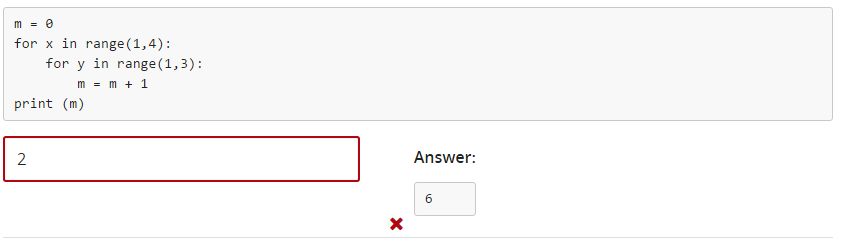 m = 0
for x in range(1,4):
    for y in range(1,3):
        m = m + 1
print (m)
2
Answer:
6